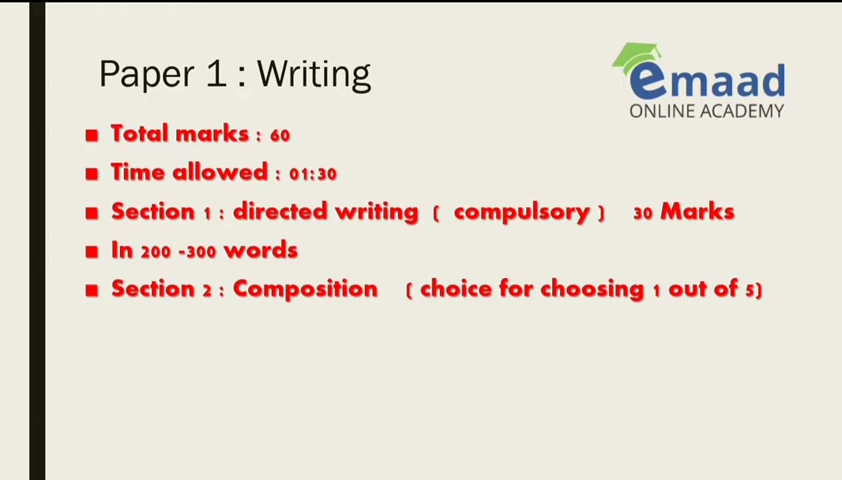 Paper 1 : Writing
emaad
ONLINE ACADEMY
Total marks : 60
Time allowed : 01:30
Section 1 : directed writing ( compulsory ) 30 Marks
In 200 -300 words
Section 2 : Composition ( choice for choosing 1 out of 5)